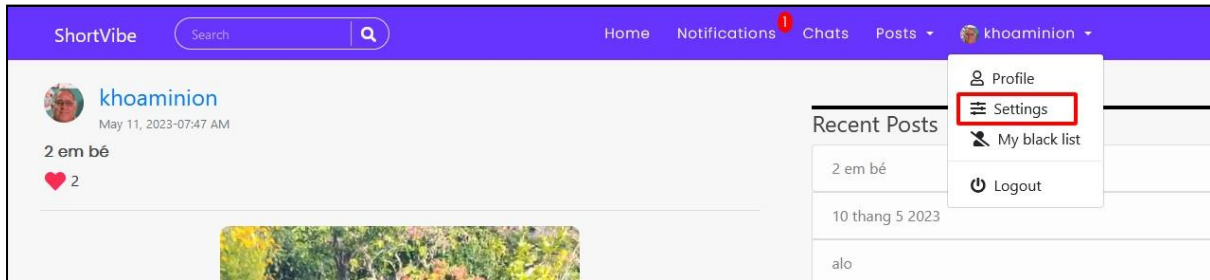 ShortVibe Search Home Notifications 1 Chats Posts khoaminion
khoaminion
May 11, 2023-07:47 AM
2 em bé
2
Profile
Settings
My black list
Logout
Recent Posts
2 em bé
10 thang 5 2023
alo